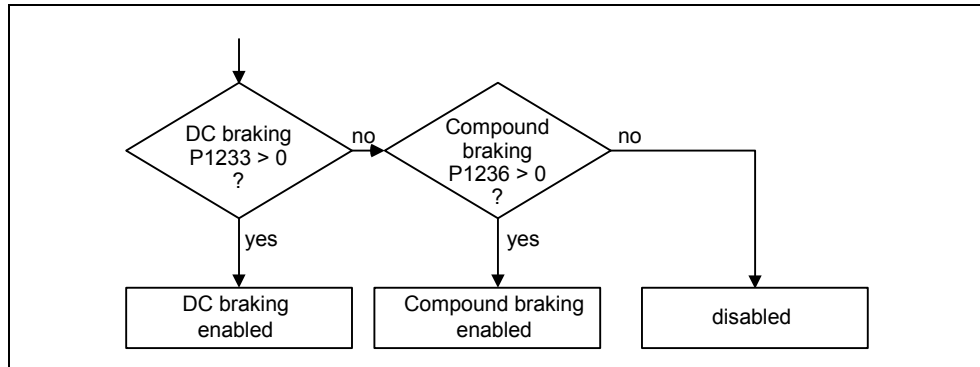 DC braking
P1233 > 0
?
no
Compound
braking
P1236 > 0
?
no
yes
yes
DC braking
enabled
Compound braking
enabled
disabled